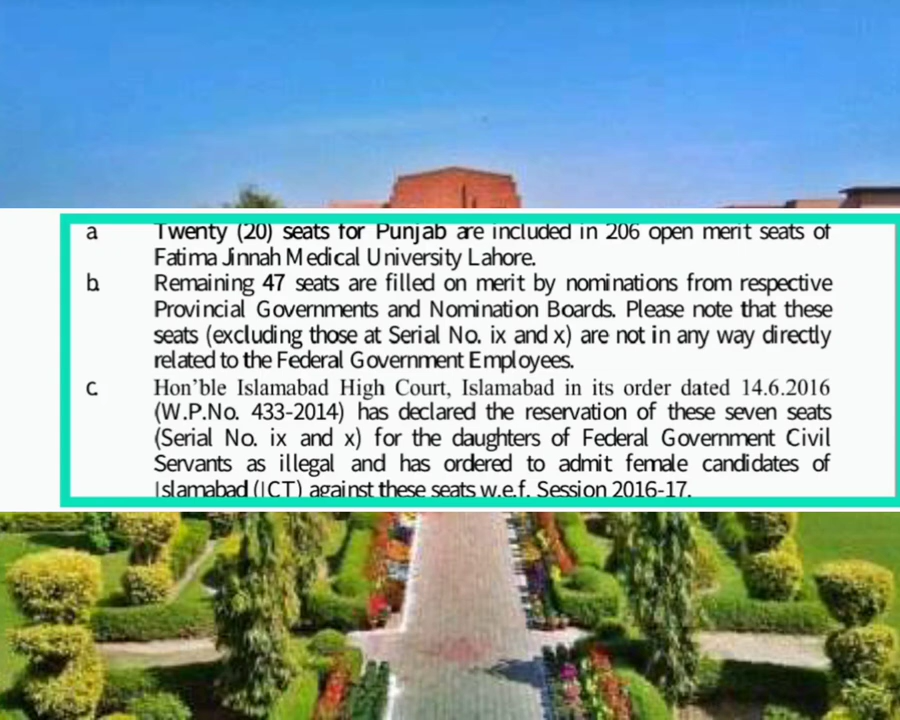 a Twenty (20) seats for Punjab are included in 206 open merit seats of
Fatima Jinnah Medical University Lahore.
b Remaining 47 seats are filled on merit by nominations from respective
Provincial Governments and Nomination Boards. Please note that these
seats (excluding those at Serial No. ix and x) are not in any way directly
related to the Federal Government Employees.
c Hon'ble Islamabad High Court, Islamabad in its order dated 14.6.2016
(W.P.No. 433-2014) has declared the reservation of these seven seats
(Serial No. ix and x) for the daughters of Federal Government Civil
Servants as illegal and has ordered to admit female candidates of
Islamabad (ICT) against these seats w.e.f. Session 2016-17.